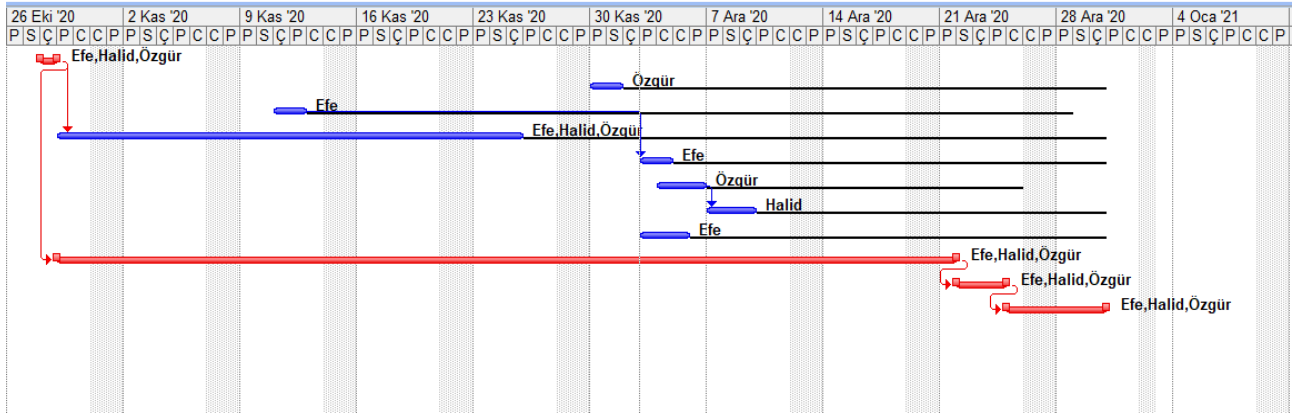 26 Eki '20 2 Kas '20 9 Kas '20 16 Kas '20 23 Kas '20 30 Kas '20 7 Ara '20 14 Ara '20 21 Ara '20 28 Ara '20 4 Oca '21
P S Ç P C C P P S Ç P C C P P S Ç P C C P P S Ç P C C P P S Ç P C C P P S Ç P C C P P S Ç P C C P P S Ç P C C P P S Ç P C C P P S Ç P C C P P S Ç P C C P
Efe,Halid,Özgür
Özgür
Efe
Efe,Halid,Özgür
Efe
Özgür
Halid
Efe
Efe,Halid,Özgür
Efe,Halid,Özgür
Efe,Halid,Özgür